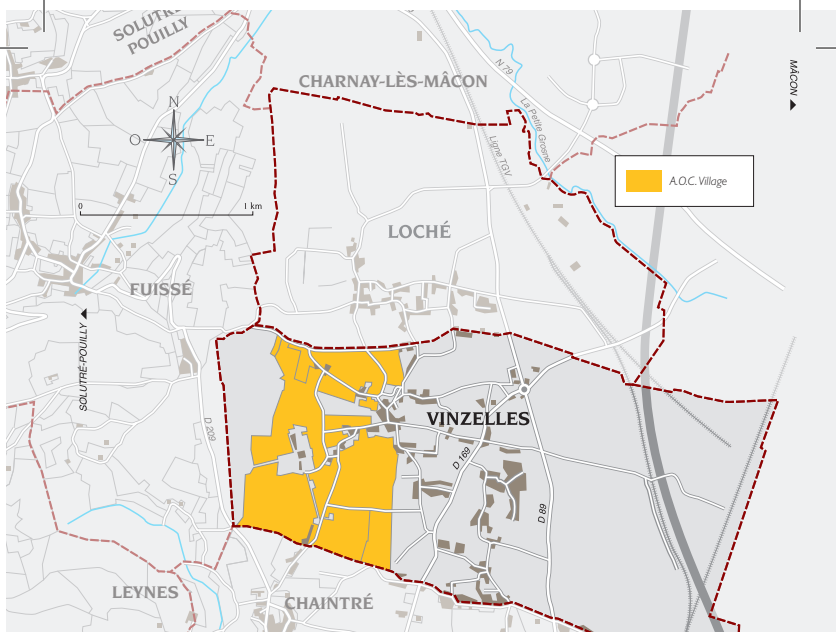 SOLUTRÉ
POUILLY
CHARNAY-LÈS-MÂCON
N 79
MÂCON
La Petite Grosne
Ligne TGV
N
O
E
S
0
1 km
A.O.C. Village
LOCHÉ
FUISSÉ
SOLUTRÉ-POUILLY
D 209
VINZELLES
D 169
D 89
LEYNES
CHAINTRÉ